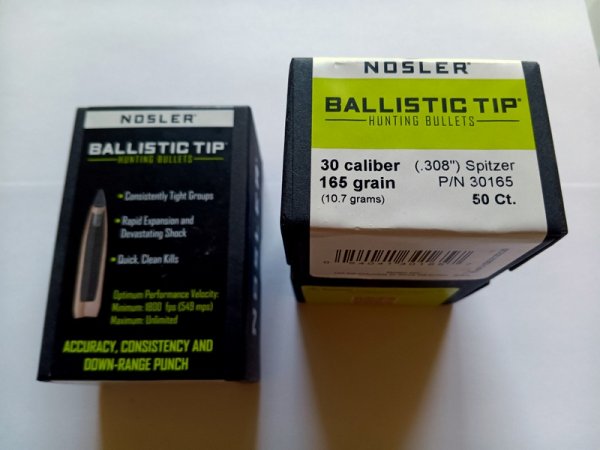 NOSLER
BALLISTIC TIP
HUNTING BULLETS
Consistently Tight Groups
Rapid Expansion and
Devastating Shock
Quick, Clean Kills
Optimum Performance Velocity:
Minimum: 1800 fps (549 mps)
Maximum: Unlimited
ACCURACY, CONSISTENCY AND
DOWN-RANGE PUNCH
NOSLER
NOSLER®
BALLISTIC TIP®
HUNTING BULLETS
30 caliber (.308") Spitzer
165 grain P/N 30165
(10.7 grams) 50 Ct.